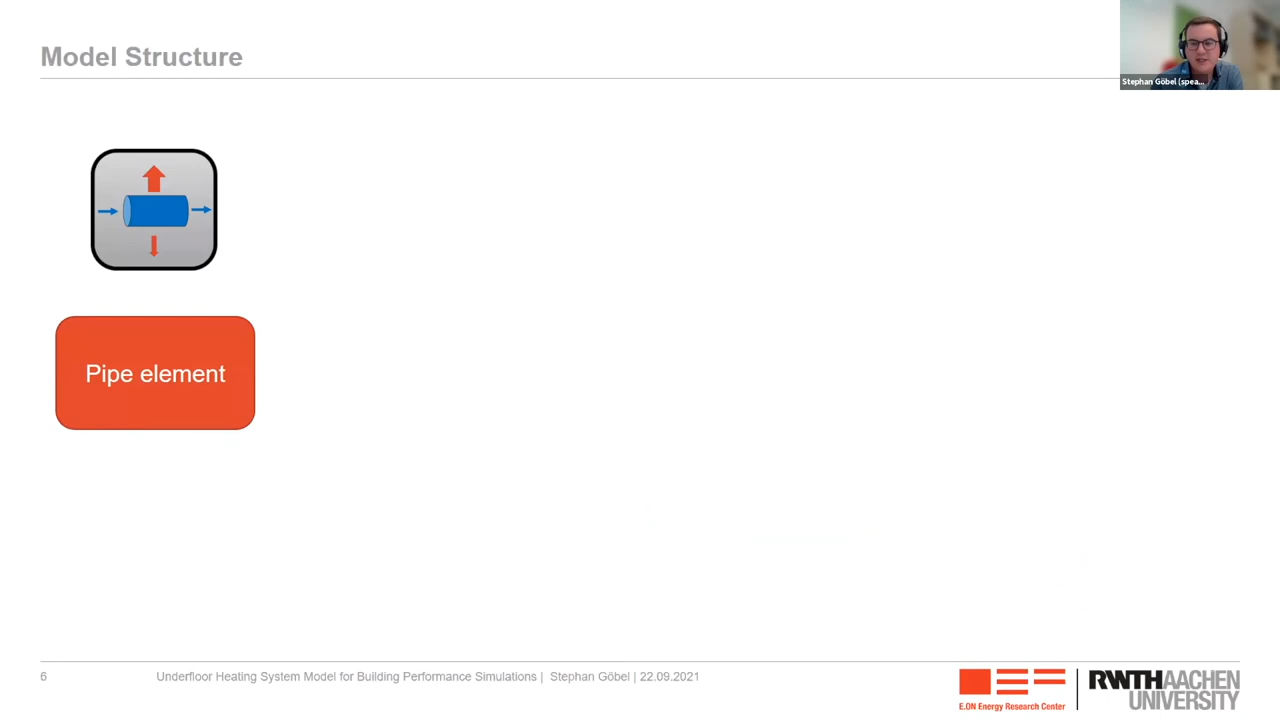 Model Structure
Stephan Göbel (spea...
Pipe element
6
Underfloor Heating System Model for Building Performance Simulations | Stephan Göbel | 22.09.2021
E.ON Energy Research Center
RWTHAACHEN
UNIVERSITY